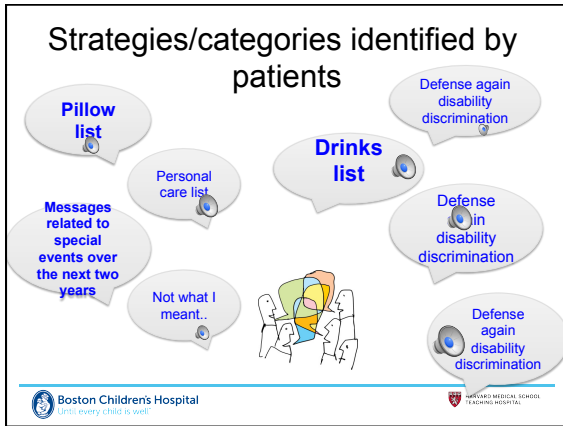 Strategies/categories identified by
patients
Pillow
list
Personal
care list
Messages
related to
special
events over
the next two
years
Not what I
meant..
Drinks
list
Defense again
disability
discrimination
Defense
again
disability
discrimination
Defense
again
disability
discrimination
Boston Children's Hospital
Until every child is well™
HARVARD MEDICAL SCHOOL
TEACHING HOSPITAL